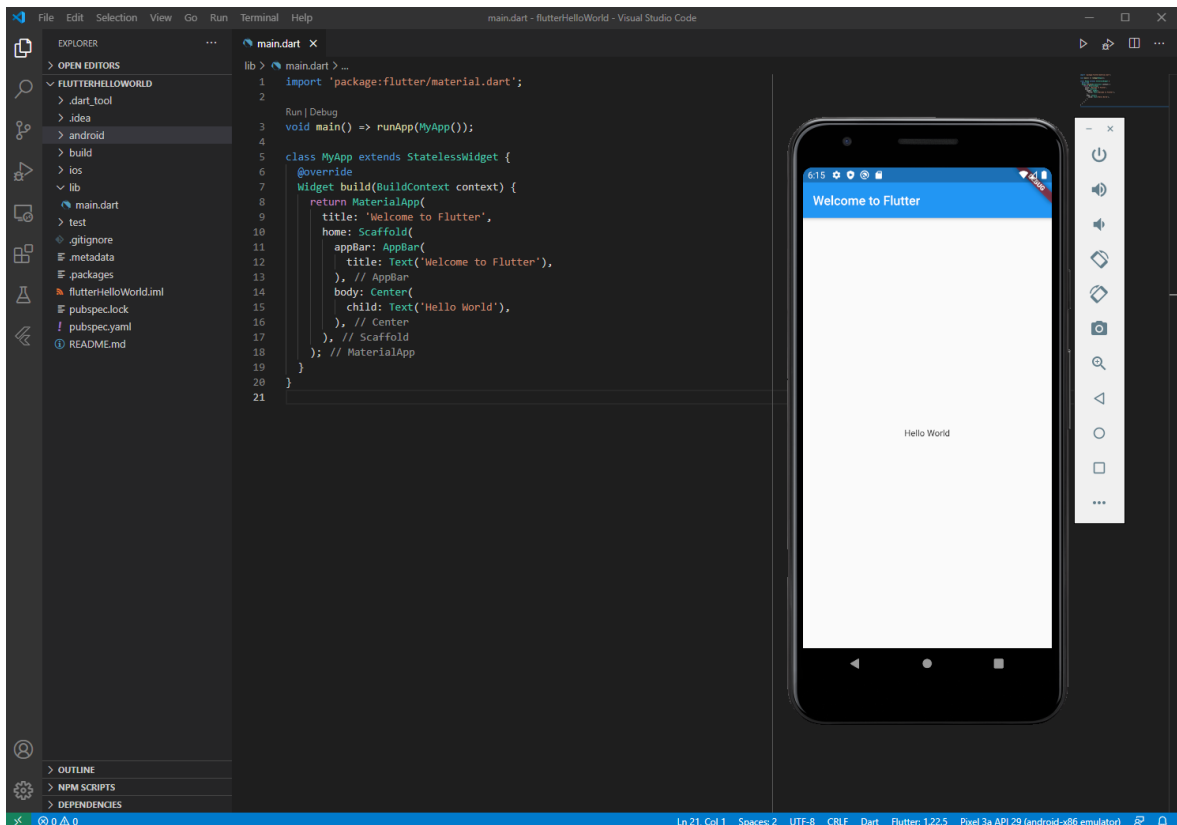 File Edit Selection View Go Run Terminal Help
main.dart - flutterHelloWorld - Visual Studio Code
EXPLORER
OPEN EDITORS
FLUTTERHELLOWORLD
.dart_tool
.idea
android
build
ios
lib
main.dart
test
.gitignore
.metadata
.packages
flutterHelloWorld.iml
pubspec.lock
pubspec.yaml
README.md
OUTLINE
NPM SCRIPTS
DEPENDENCIES
main.dart
lib > main.dart > ...
1 import 'package:flutter/material.dart';
2
Run | Debug
3 void main() => runApp(MyApp());
4
5 class MyApp extends StatelessWidget {
6 @override
7 Widget build(BuildContext context) {
8 return MaterialApp(
9 title: 'Welcome to Flutter',
10 home: Scaffold(
11 appBar: AppBar(
12 title: Text('Welcome to Flutter'),
13 ), // AppBar
14 body: Center(
15 child: Text('Hello World'),
16 ), // Center
17 ), // Scaffold
18 ); // MaterialApp
19 }
20 }
21
6:15
DEBUG
Welcome to Flutter
Hello World
0 0
Ln 21, Col 1 Spaces: 2 UTF-8 CRLF Dart Flutter: 1.22.5 Pixel 3a API 29 (android-x86 emulator)